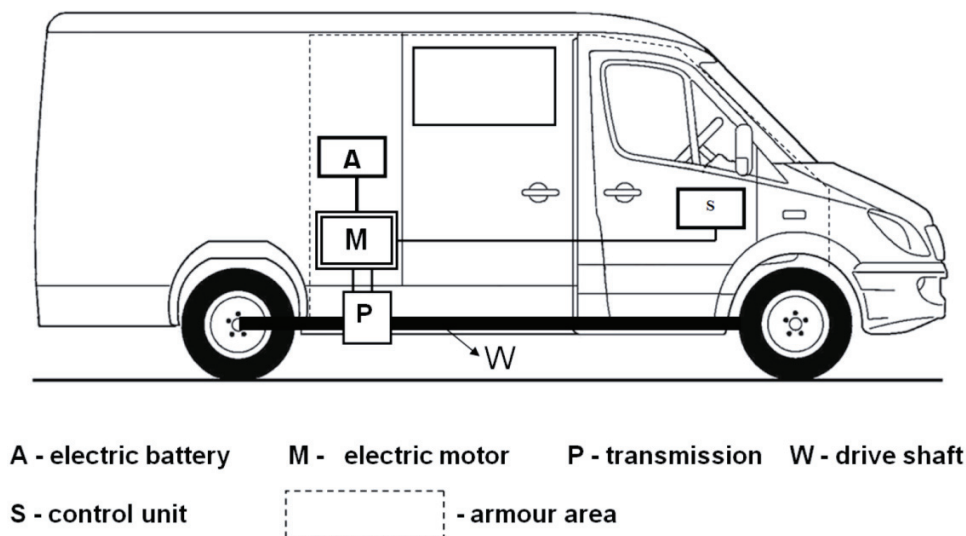 A
M
S
P
W
A - electric battery M - electric motor P - transmission W - drive shaft
S - control unit - armour area